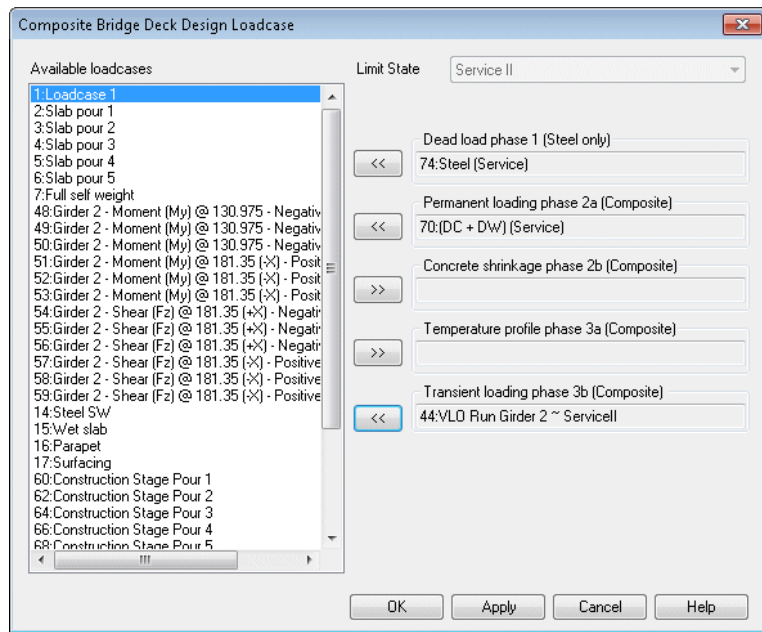 Composite Bridge Deck Design Loadcase
Available loadcases
Limit State
Service II
1:Loadcase 1
2:Slab pour 1
3:Slab pour 2
4:Slab pour 3
5:Slab pour 4
6:Slab pour 5
7:Full self weight
48:Girder 2 - Moment (My) @ 130.975 - Negativ
49:Girder 2 - Moment (My) @ 130.975 - Negativ
50:Girder 2 - Moment (My) @ 130.975 - Negativ
51:Girder 2 - Moment (My) @ 181.35 (-X) - Posit
52:Girder 2 - Moment (My) @ 181.35 (-X) - Posit
53:Girder 2 - Moment (My) @ 181.35 (-X) - Posit
54:Girder 2 - Shear (Fz) @ 181.35 (+X) - Negativ
55:Girder 2 - Shear (Fz) @ 181.35 (+X) - Negativ
56:Girder 2 - Shear (Fz) @ 181.35 (+X) - Negativ
57:Girder 2 - Shear (Fz) @ 181.35 (-X) - Positive
58:Girder 2 - Shear (Fz) @ 181.35 (-X) - Positive
59:Girder 2 - Shear (Fz) @ 181.35 (-X) - Positive
14:Steel SW
15:Wet slab
16:Parapet
17:Surfacing
60:Construction Stage Pour 1
62:Construction Stage Pour 2
64:Construction Stage Pour 3
66:Construction Stage Pour 4
68:Construction Stage Pour 5
Dead load phase 1 (Steel only)
<<
74:Steel (Service)
Permanent loading phase 2a (Composite)
<<
70:(DC + DW) (Service)
Concrete shrinkage phase 2b (Composite)
>>
Temperature profile phase 3a (Composite)
>>
Transient loading phase 3b (Composite)
<<
44:VLO Run Girder 2 ~ ServiceII
OK
Apply
Cancel
Help